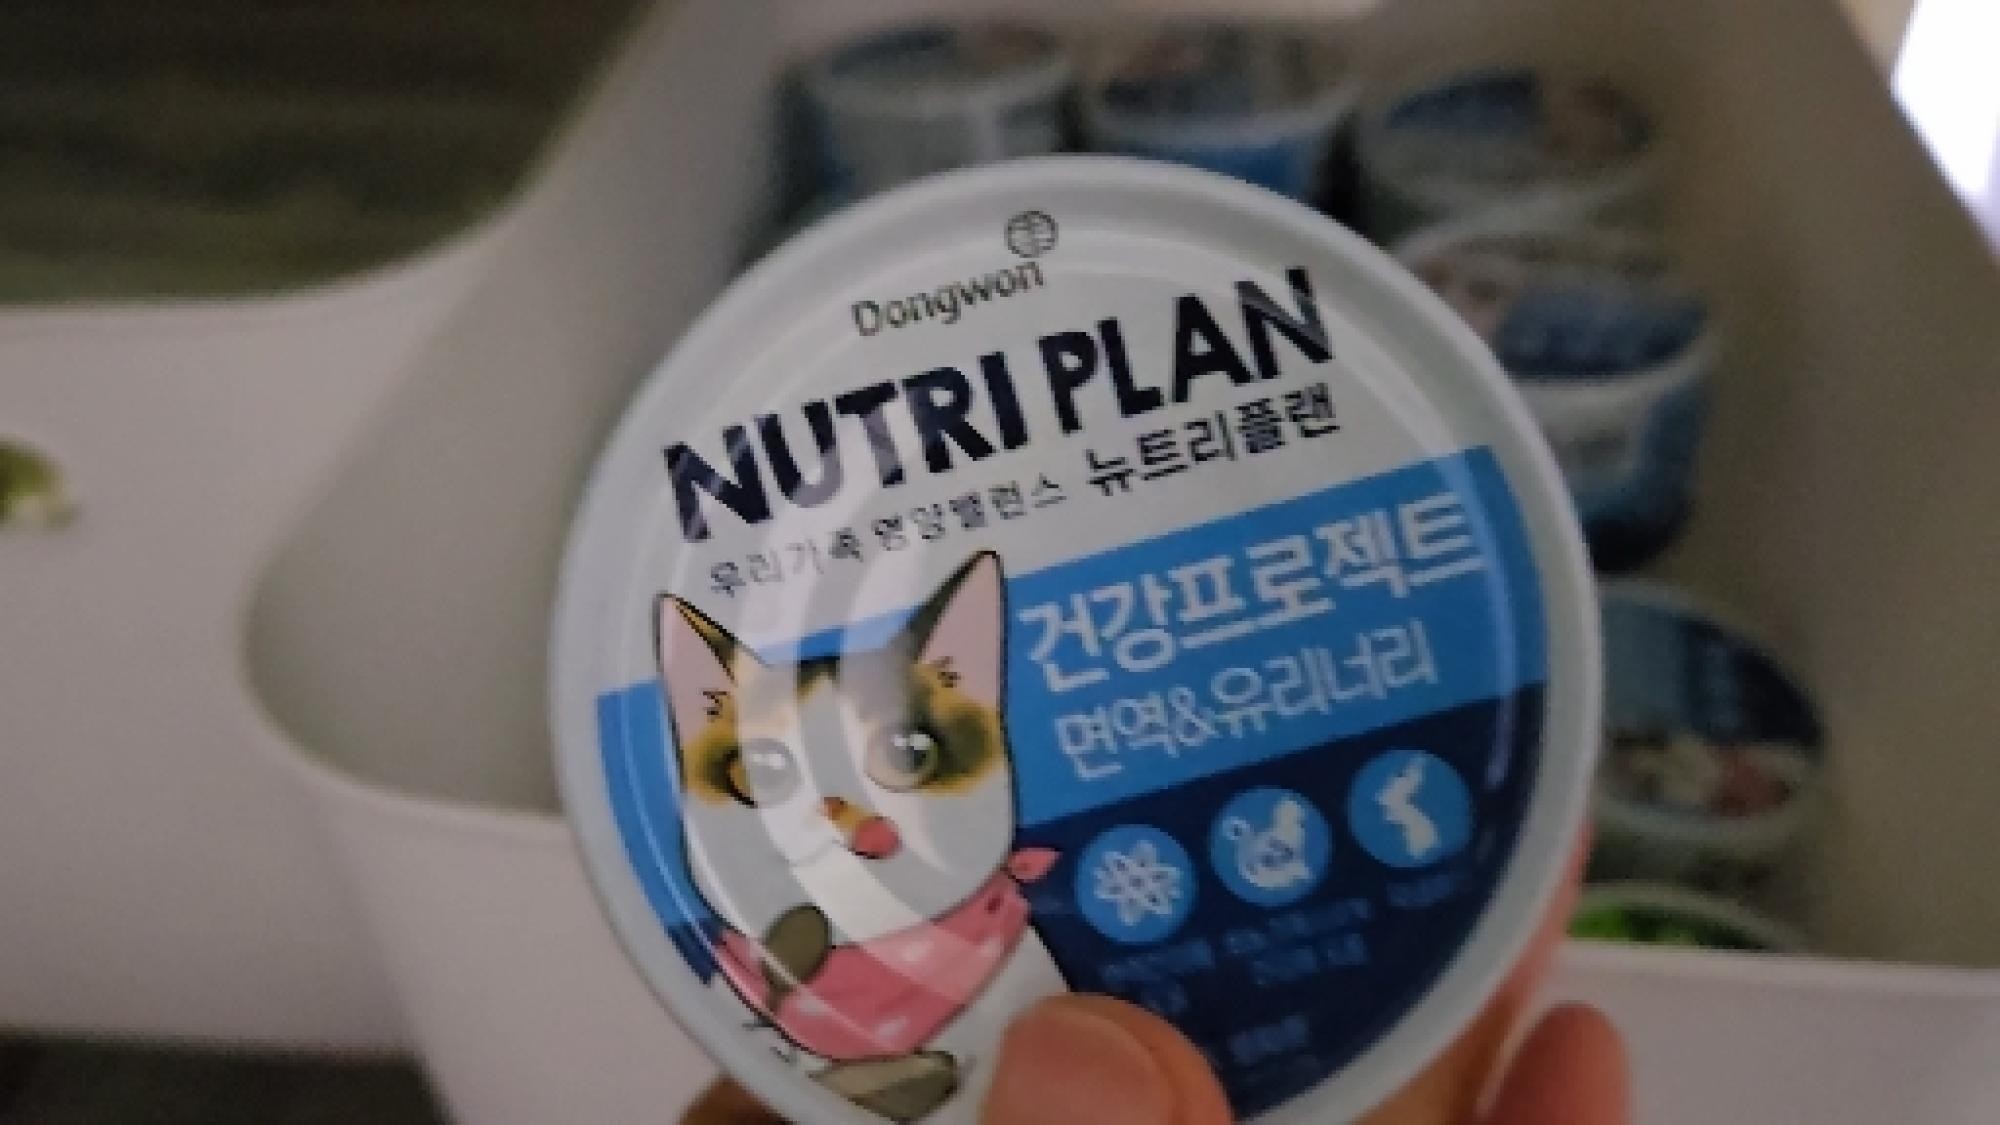 Dongwon
NUTRI PLAN
우리가족 영양밸런스 뉴트리플랜
건강프로젝트
면역&유리너리